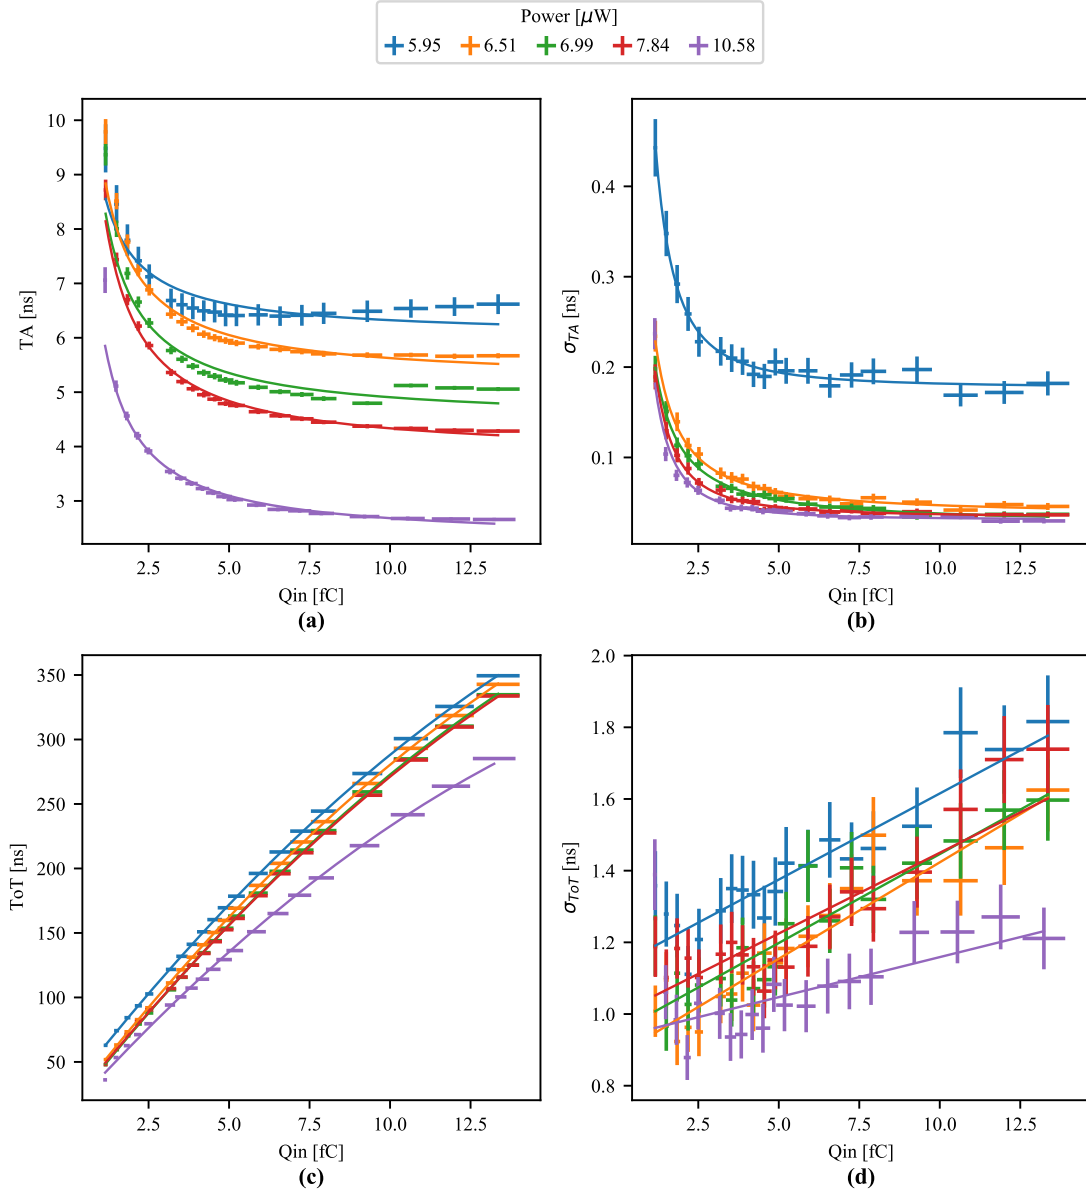 Power [μW]
5.95 6.51 6.99 7.84 10.58
10
9
8
7
6
5
4
3
TA [ns]
2.5 5.0 7.5 10.0 12.5
Qin [fC]
(a)
0.4
0.3
0.2
0.1
σTA [ns]
2.5 5.0 7.5 10.0 12.5
Qin [fC]
(b)
350
300
250
200
150
100
50
ToT [ns]
2.5 5.0 7.5 10.0 12.5
Qin [fC]
(c)
2.0
1.8
1.6
1.4
1.2
1.0
0.8
σToT [ns]
2.5 5.0 7.5 10.0 12.5
Qin [fC]
(d)